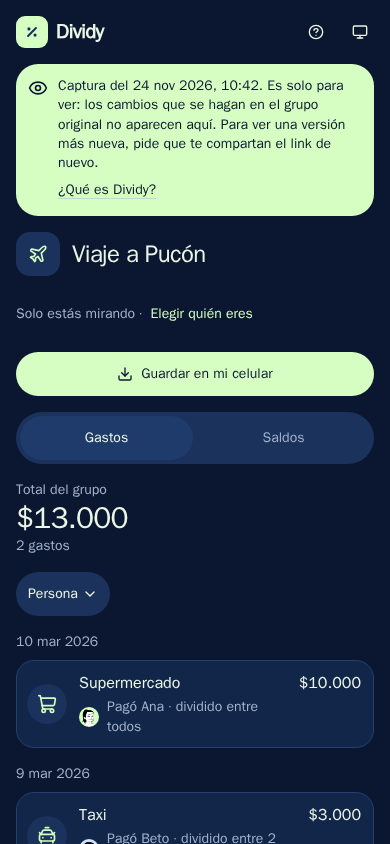 Dividy
Captura del 24 nov 2026, 10:42. Es solo para
ver: los cambios que se hagan en el grupo
original no aparecen aquí. Para ver una versión
más nueva, pide que te compartan el link de
nuevo.
¿Qué es Dividy?
Viaje a Pucón
Solo estás mirando · Elegir quién eres
Guardar en mi celular
Gastos
Saldos
Total del grupo
$13.000
2 gastos
Persona
10 mar 2026
Supermercado $10.000
Pagó Ana · dividido entre
todos
9 mar 2026
Taxi $3.000
Pagó Beto · dividido entre 2